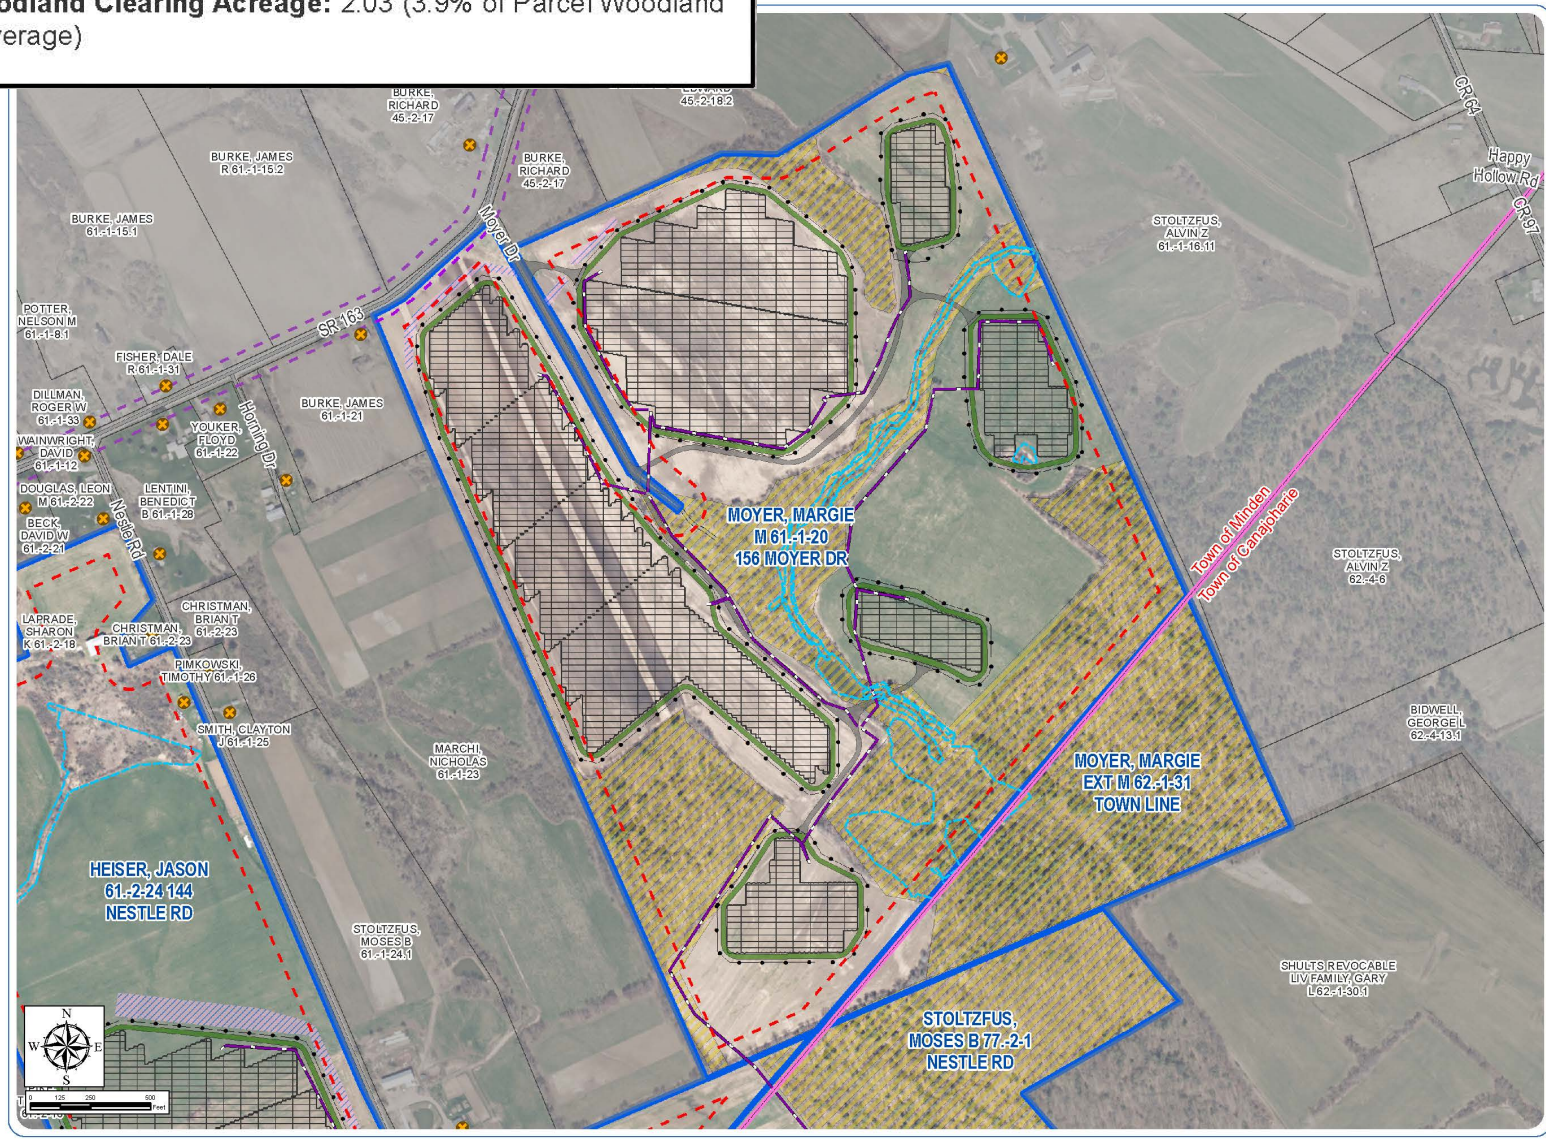 odland Clearing Acreage: 2.03 (3.9% of Parcel Woodland
verage)
BURKE,
RICHARD
45.-2-17
EDWARD
45.-2-18.2
CR 64
BURKE, JAMES
R 61.-1-15.2
BURKE,
RICHARD
45.-2-17
Happy
Hollow Rd
CR 97
BURKE, JAMES
61.-1-15.1
Moyer Dr
STOLTZFUS,
ALVIN Z
61.-1-16.11
POTTER,
NELSON M
61.-1-8.1
SR 163
FISHER, DALE
R 61.-1-31
DILLMAN,
ROGER W
61.-1-33
BURKE, JAMES
61.-1-21
YOUKER,
FLOYD
61.-1-22
Horning Dr
WAINWRIGHT,
DAVID
61.-1-12
DOUGLAS, LEON
M 61.-2-22
LENTINI,
BENEDICT
B 61.-1-28
Nestle Rd
BECK,
DAVID W
61.-2-21
MOYER, MARGIE
M 61.-1-20
156 MOYER DR
Town of Minden
Town of Canajoharie
STOLTZFUS,
ALVIN Z
62.-4-6
LAPRADE,
SHARON
K 61.-2-18
CHRISTMAN,
BRIAN T
61.-2-23
CHRISTMAN,
BRIAN T 61.-2-23
PIMKOWSKI,
TIMOTHY 61.-1-26
SMITH, CLAYTON
J 61.-1-25
MARCHI,
NICHOLAS
61.-1-23
BIDWELL,
GEORGE L
62.-4-13.1
MOYER, MARGIE
EXT M 62.-1-31
TOWN LINE
HEISER, JASON
61.-2-24 144
NESTLE RD
STOLTZFUS,
MOSES B
61.-1-24.1
SHULTS REVOCABLE
LIV FAMILY, GARY
L 62.-1-30.1
STOLTZFUS,
MOSES B 77.-2-1
NESTLE RD
N
W E
S
0 125 250 500
Feet